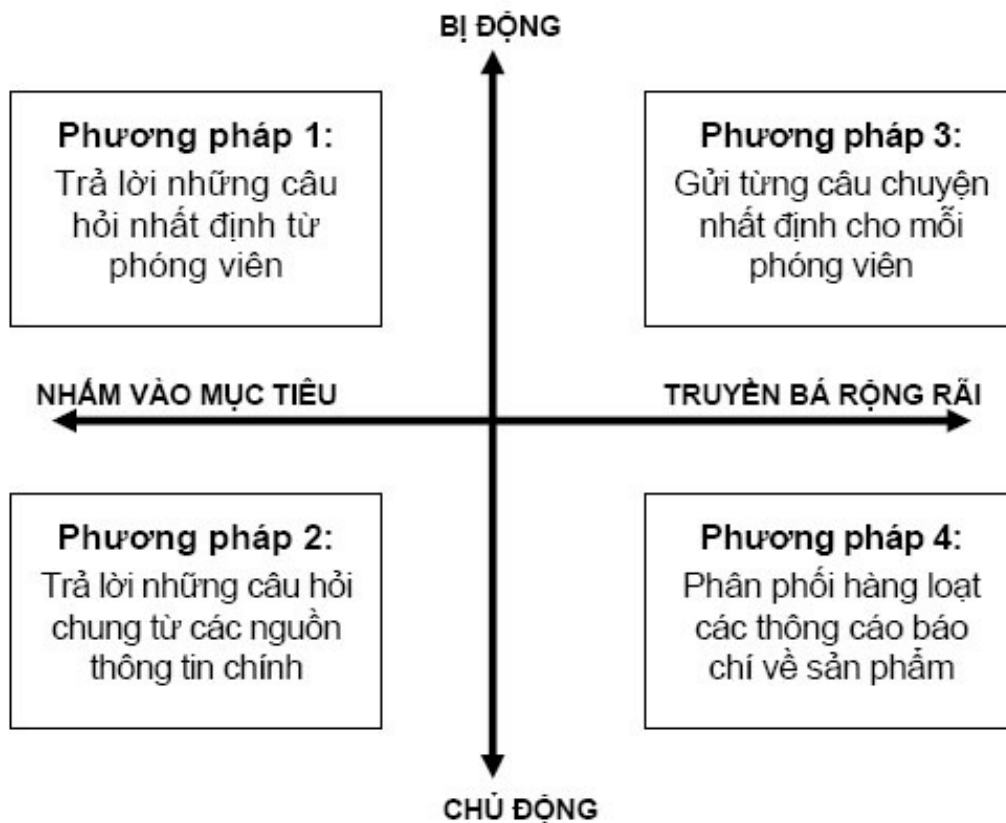 BỊ ĐỘNG
Phương pháp 1:
Trả lời những câu
hỏi nhất định từ
phóng viên
Phương pháp 3:
Gửi từng câu chuyện
nhất định cho mỗi
phóng viên
NHẤM VÀO MỤC TIÊU
TRUYỀN BÁ RỘNG RÃI
Phương pháp 2:
Trả lời những câu hỏi
chung từ các nguồn
thông tin chính
Phương pháp 4:
Phân phối hàng loạt
các thông cáo báo
chí về sản phẩm
CHỦ ĐỘNG